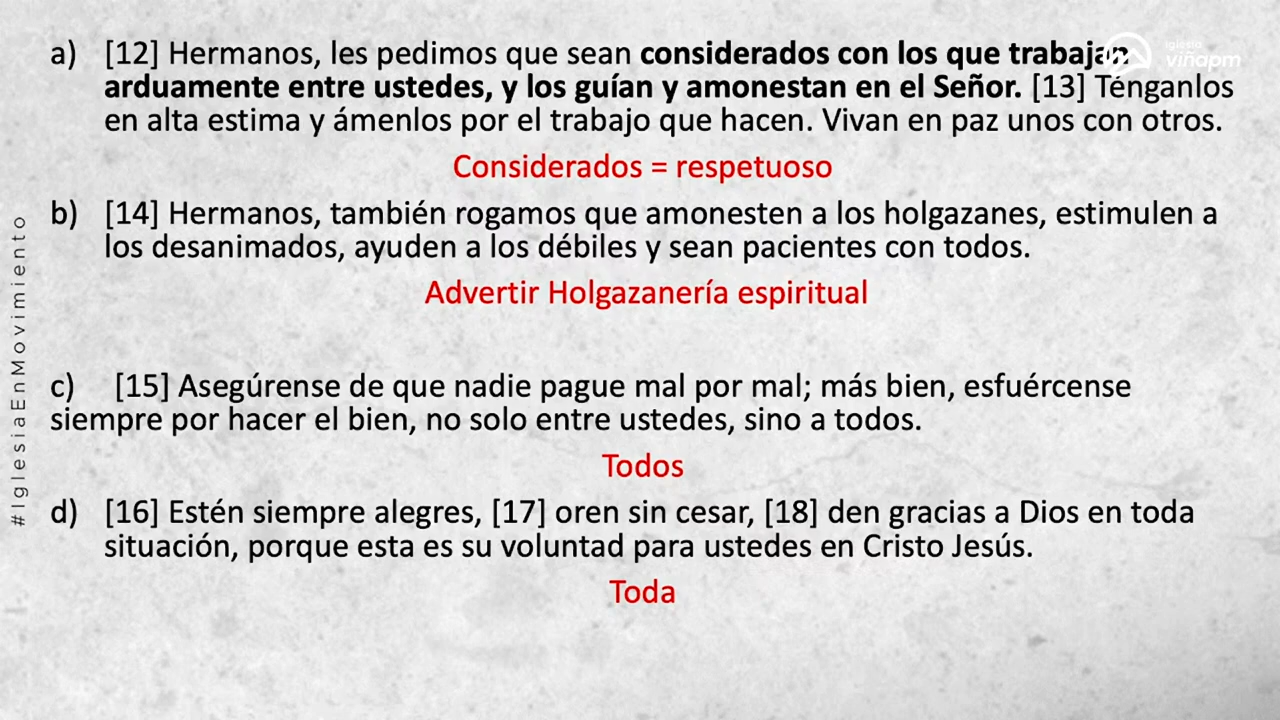 a) [12] Hermanos, les pedimos que sean considerados con los que trabajan
arduamente entre ustedes, y los guían y amonestan en el Señor. [13] Ténganlos
en alta estima y ámenlos por el trabajo que hacen. Vivan en paz unos con otros.
Considerados = respetuoso
b) [14] Hermanos, también rogamos que amonesten a los holgazanes, estimulen a
los desanimados, ayuden a los débiles y sean pacientes con todos.
Advertir Holgazanería espiritual
c) [15] Asegúrense de que nadie pague mal por mal; más bien, esfuércense
siempre por hacer el bien, no solo entre ustedes, sino a todos.
Todos
d) [16] Estén siempre alegres, [17] oren sin cesar, [18] den gracias a Dios en toda
situación, porque esta es su voluntad para ustedes en Cristo Jesús.
Toda
#IglesiaEnMovimiento
iglesia
viñapm